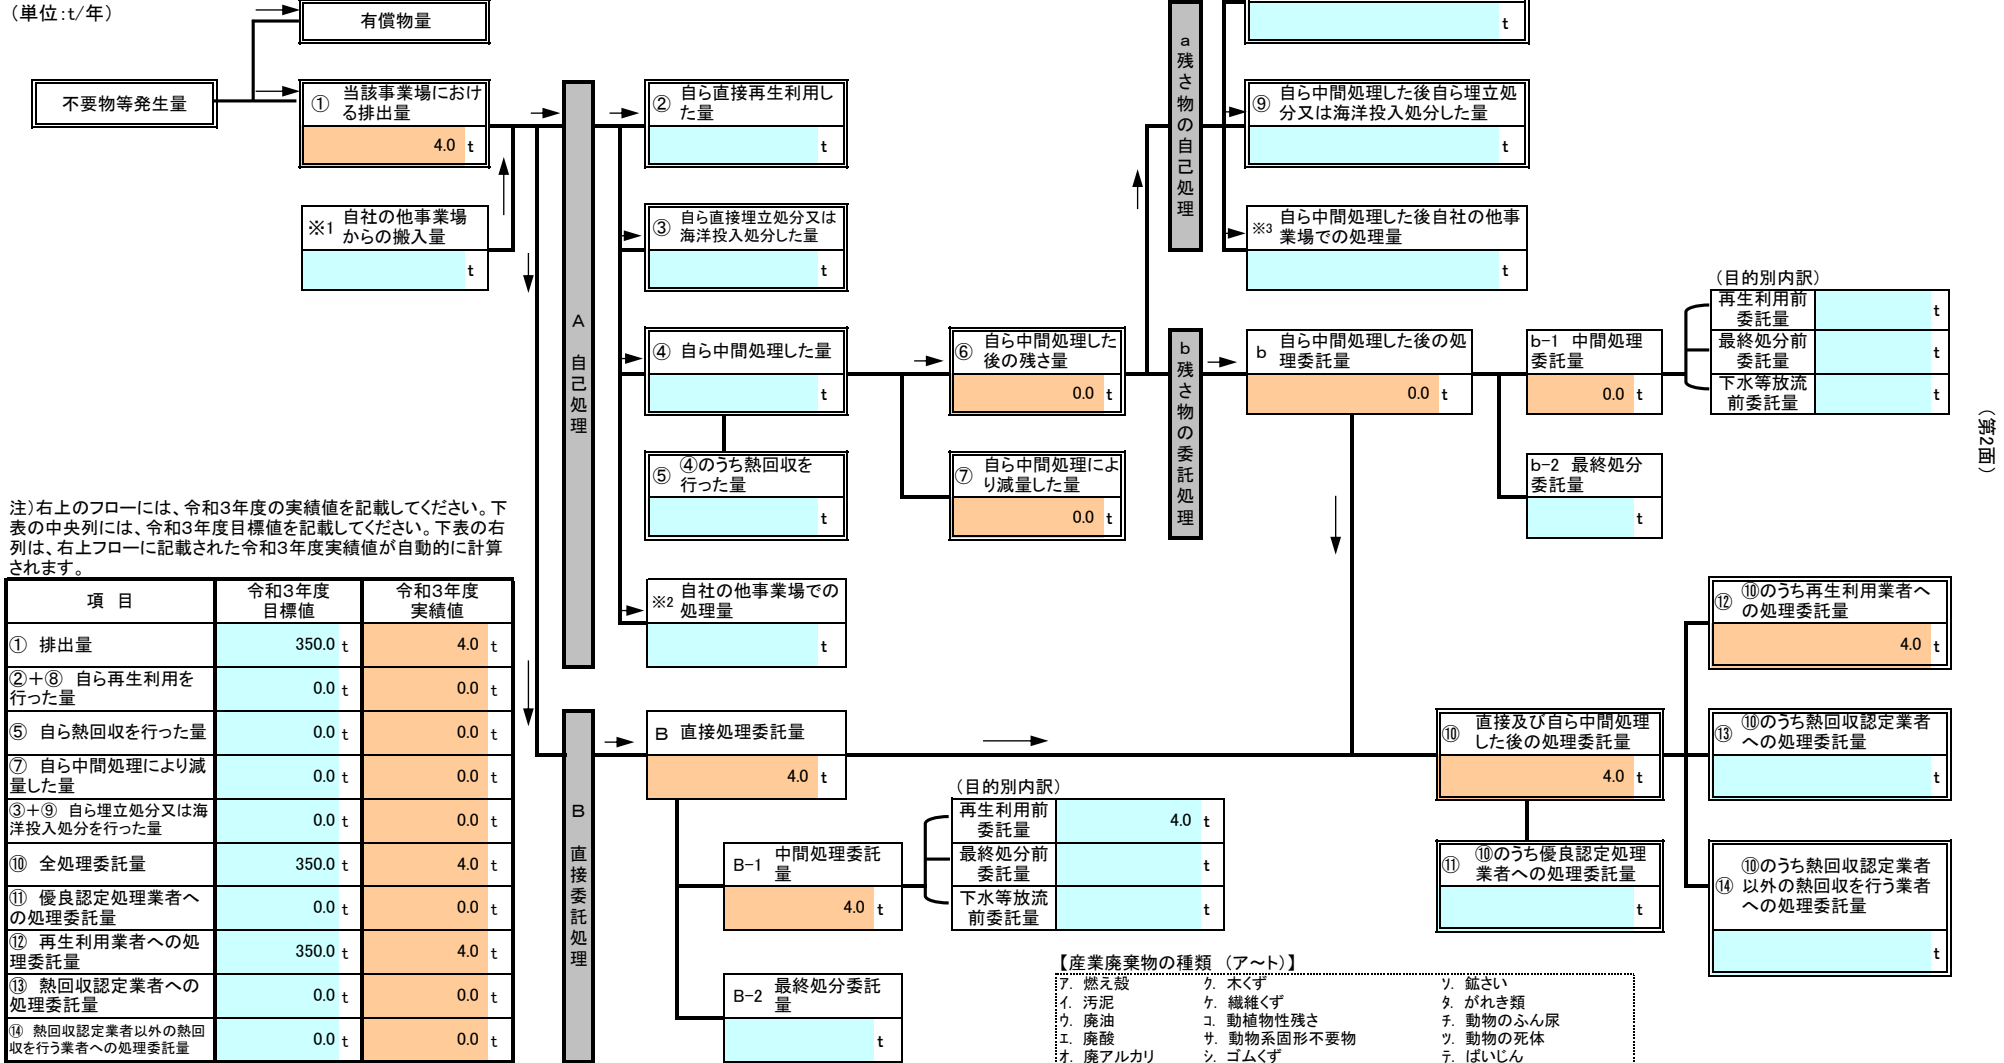 （単位：t/年）
有償物量
不要物等発生量
① 当該事業場におけ
る排出量
4.0 t
※1 自社の他事業場
からの搬入量
t
A 自己処理
② 自ら直接再生利用し
た量
t
③ 自ら直接埋立処分又は
海洋投入処分した量
t
④ 自ら中間処理した量
t
⑤ ④のうち熱回収を
行った量
t
※2 自社の他事業場での
処理量
t
⑥ 自ら中間処理した
後の残さ量
0.0 t
⑦ 自ら中間処理によ
り減量した量
0.0 t
a 残さ物の自己処理
t
⑨ 自ら中間処理した後自ら埋立処
分又は海洋投入処分した量
t
※3 自ら中間処理した後自社の他事
業場での処理量
t
b 残さ物の委託処理
b 自ら中間処理した後の処
理委託量
0.0 t
b-1 中間処理
委託量
0.0 t
b-2 最終処分
委託量
t
（目的別内訳）
再生利用前
委託量
t
最終処分前
委託量
t
下水等放流
前委託量
t
（第2面）
注）右上のフローには、令和3年度の実績値を記載してください。下
表の中央列には、令和3年度目標値を記載してください。下表の右
列は、右上フローに記載された令和3年度実績値が自動的に計算
されます。
項 目
令和3年度
目標値
令和3年度
実績値
① 排出量 350.0 t 4.0 t
②＋⑧ 自ら再生利用を
行った量 0.0 t 0.0 t
⑤ 自ら熱回収を行った量 0.0 t 0.0 t
⑦ 自ら中間処理により減
量した量 0.0 t 0.0 t
③＋⑨ 自ら埋立処分又は海
洋投入処分を行った量 0.0 t 0.0 t
⑩ 全処理委託量 350.0 t 4.0 t
⑪ 優良認定処理業者へ
の処理委託量 0.0 t 0.0 t
⑫ 再生利用業者への処
理委託量 350.0 t 4.0 t
⑬ 熱回収認定業者への
処理委託量 0.0 t 0.0 t
⑭ 熱回収認定業者以外の熱回
収を行う業者への処理委託量 0.0 t 0.0 t
B 直接委託処理
B 直接処理委託量
4.0 t
B-1 中間処理委託
量
4.0 t
B-2 最終処分委託
量
t
（目的別内訳）
再生利用前
委託量
4.0 t
最終処分前
委託量
t
下水等放流
前委託量
t
⑩ 直接及び自ら中間処理
した後の処理委託量
4.0 t
⑪ ⑩のうち優良認定処理
業者への処理委託量
t
⑫ ⑩のうち再生利用業者へ
の処理委託量
4.0 t
⑬ ⑩のうち熱回収認定業者
への処理委託量
t
⑭ ⑩のうち熱回収認定業者
以外の熱回収を行う業者
への処理委託量
t
【産業廃棄物の種類 （ア～ト）】
ア. 燃え殻 ク. 木くず ソ. 鉱さい
イ. 汚泥 ケ. 繊維くず タ. がれき類
ウ. 廃油 コ. 動植物性残さ チ. 動物のふん尿
エ. 廃酸 サ. 動物系固形不要物 ツ. 動物の死体
オ. 廃アルカリ シ. ゴムくず テ. ばいじん